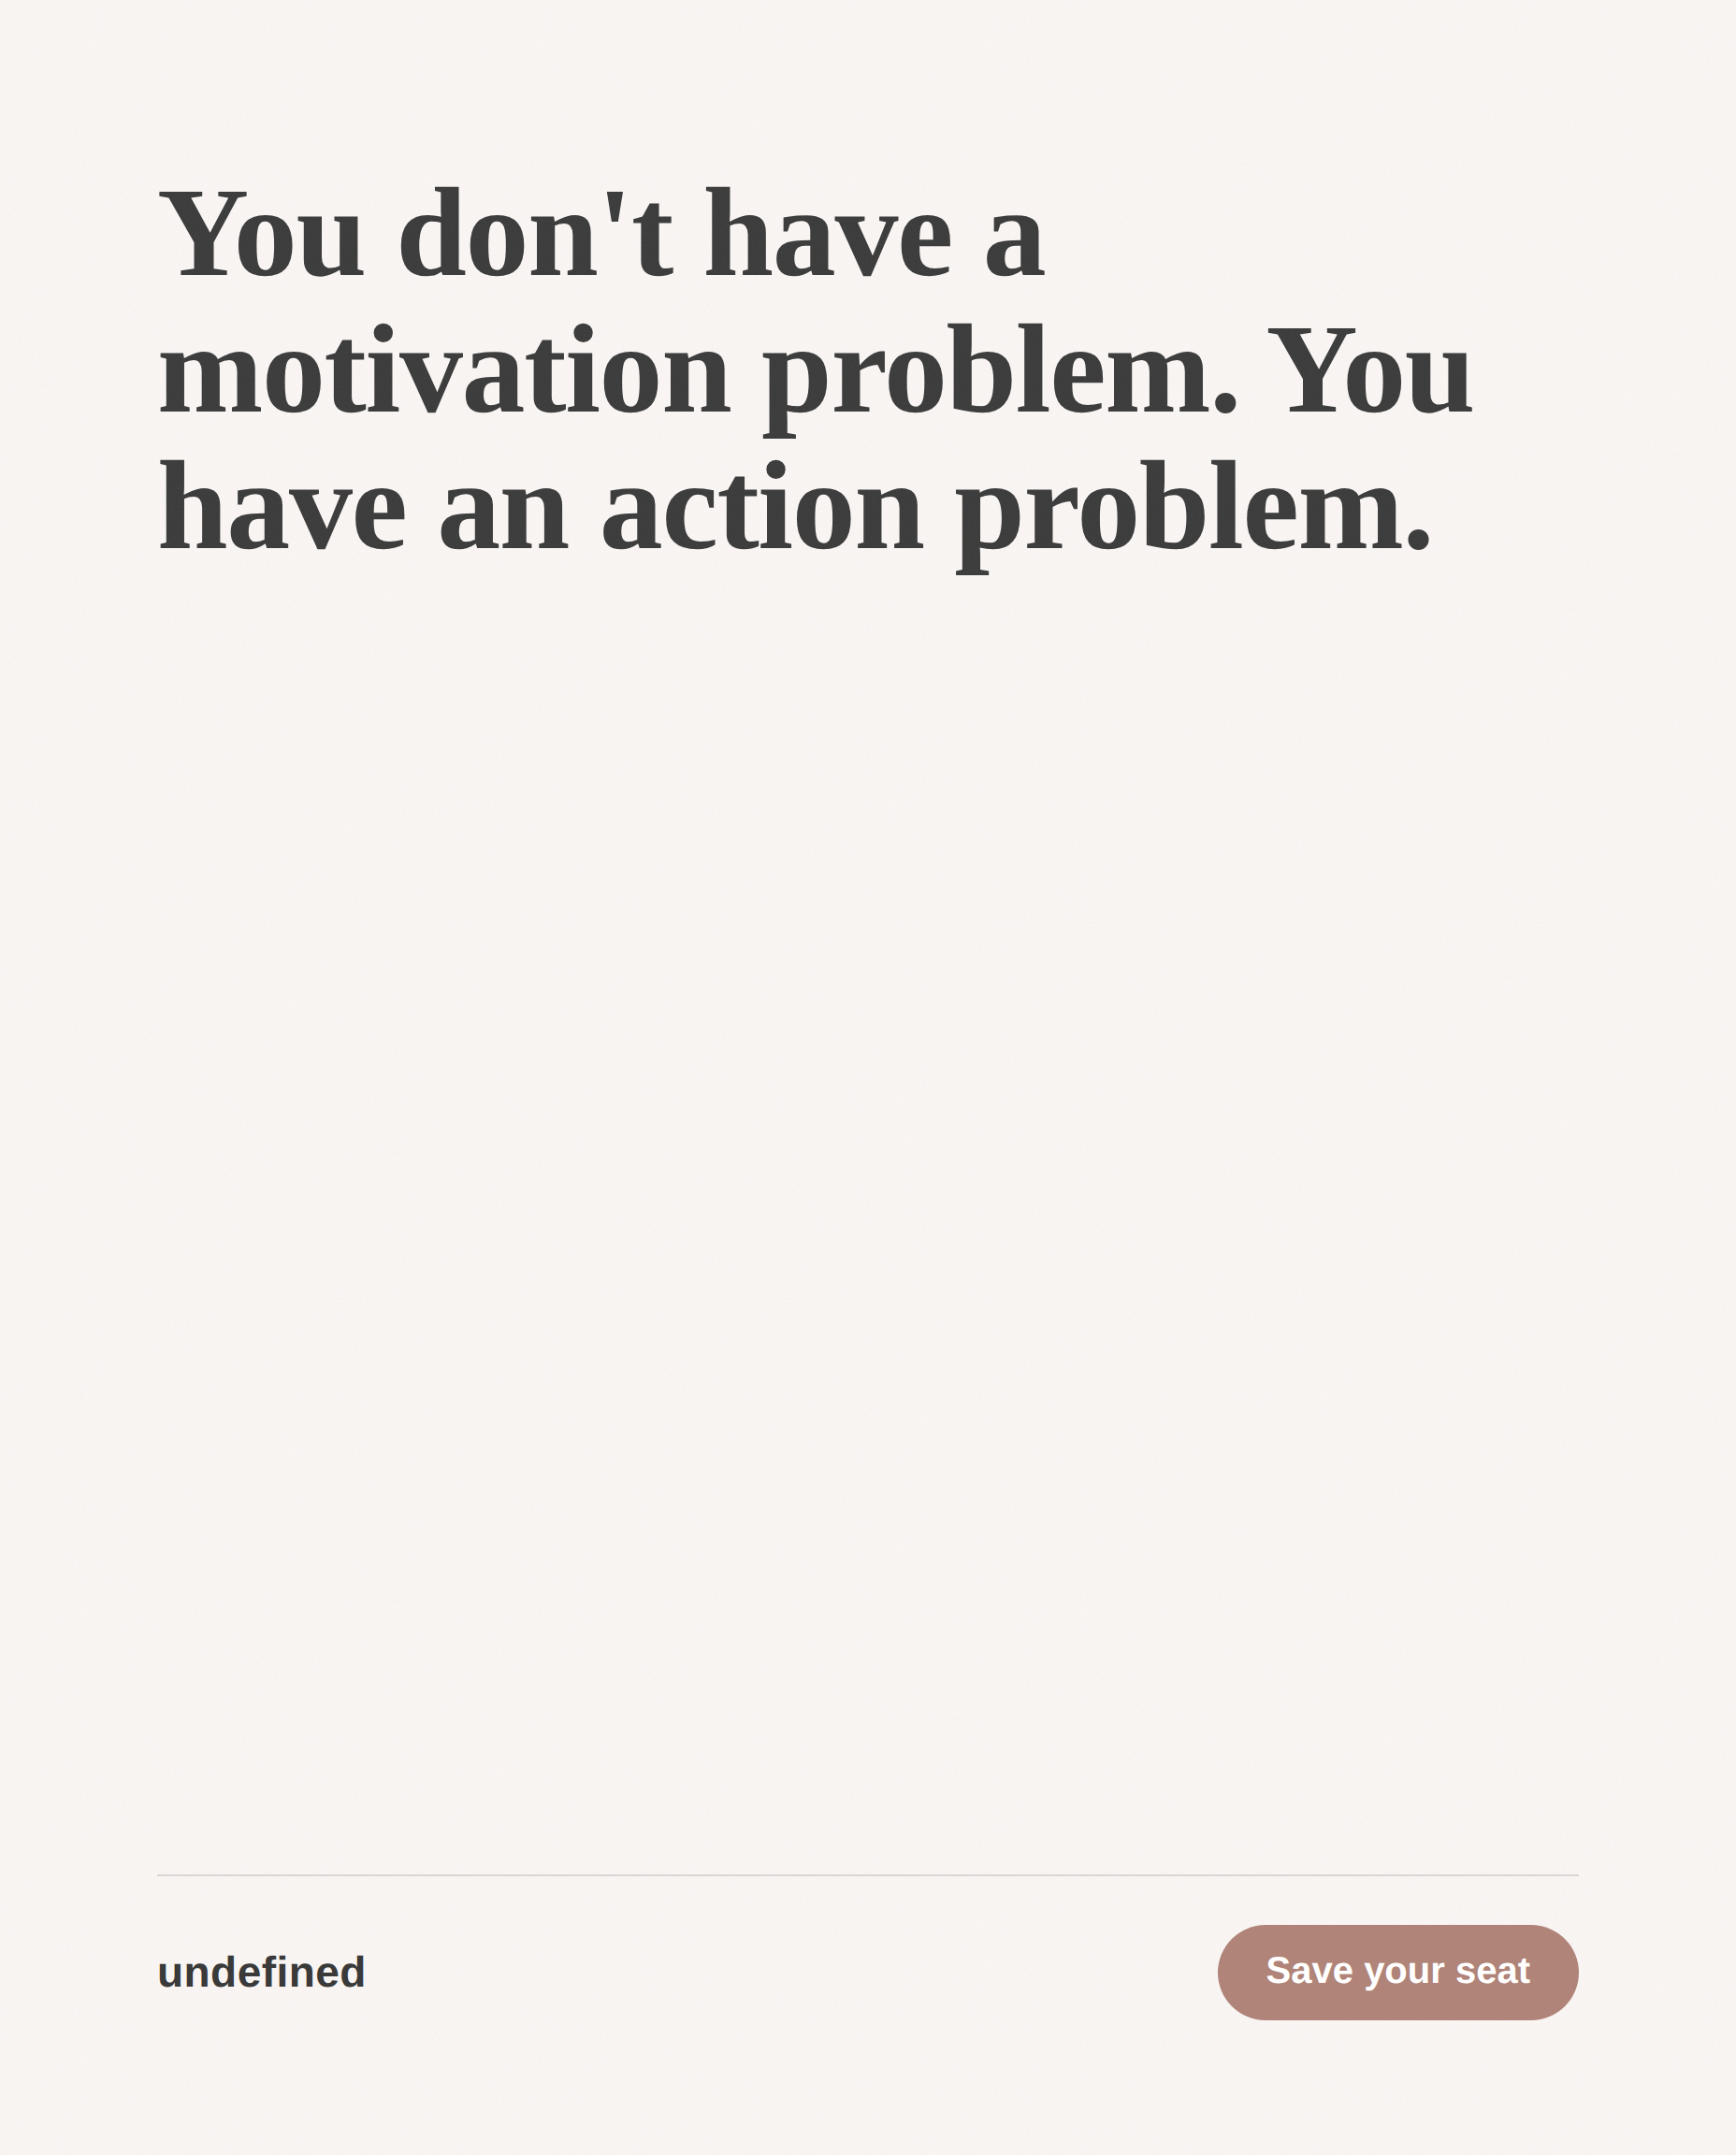 You don't have a
motivation problem. You
have an action problem.
undefined
Save your seat